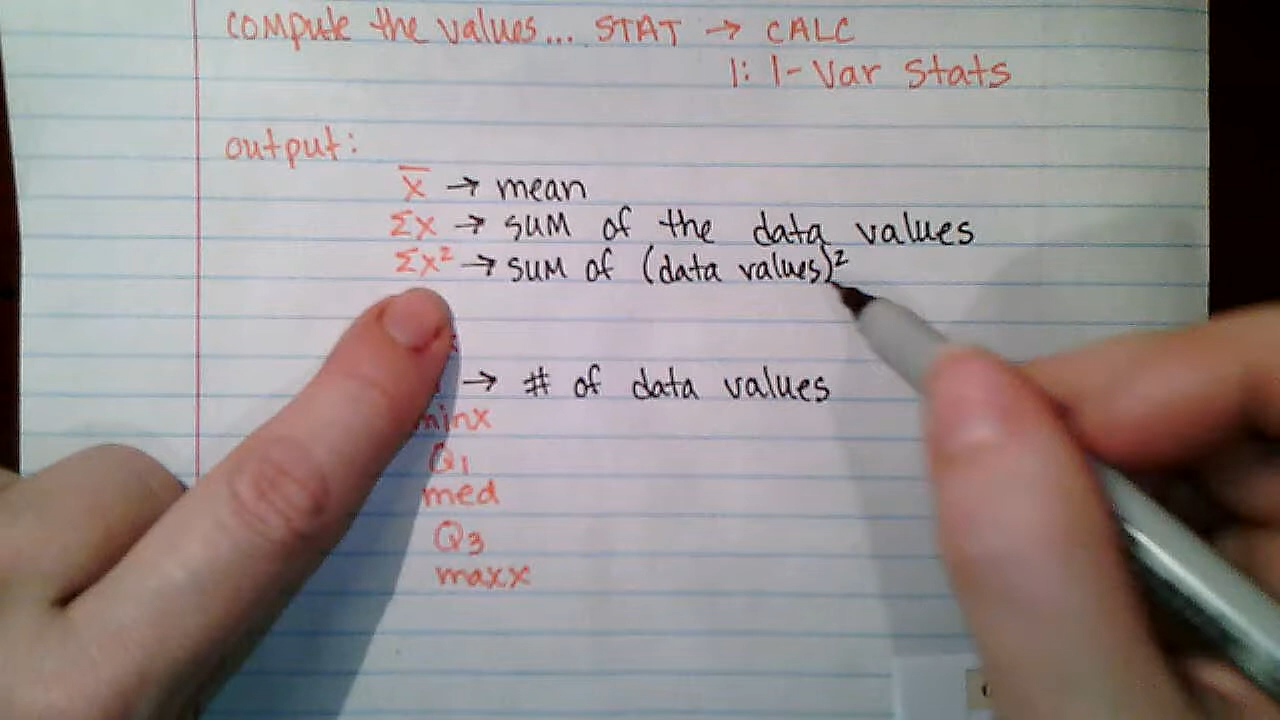 compute the values... STAT → CALC
1: 1-Var Stats
output:
x̅ → mean
Σx → sum of the data values
Σx² → sum of (data values)²
→ # of data values
minx
Q₁
med
Q₃
maxx